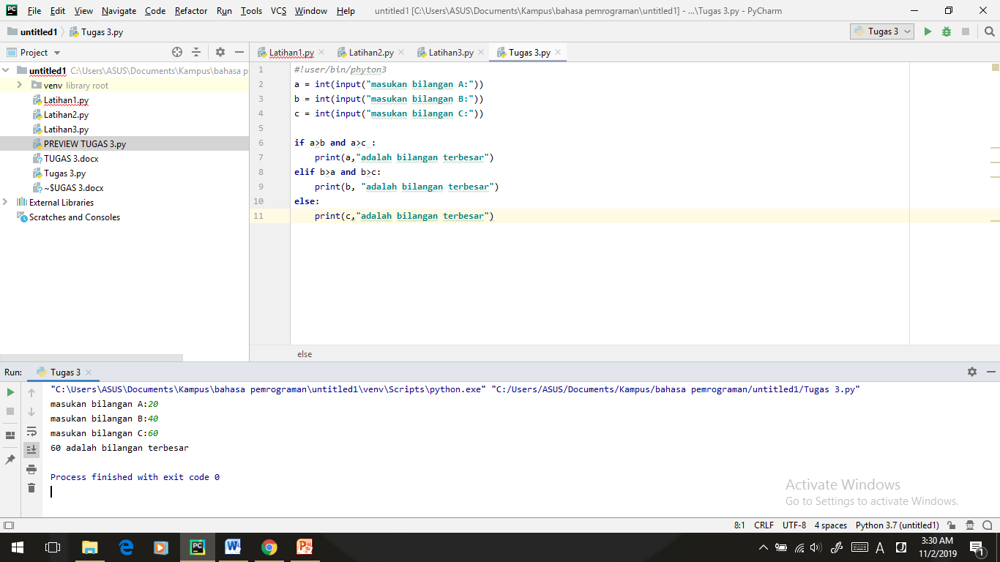 PC File Edit View Navigate Code Refactor Run Tools VCS Window Help untitled1 [C:\Users\ASUS\Documents\Kampus\bahasa pemrograman\untitled1] - ...\Tugas 3.py - PyCharm
untitled1 Tugas 3.py Tugas 3
Project Latihan1.py Latihan2.py Latihan3.py Tugas 3.py
untitled1 C:\Users\ASUS\Documents\Kampus\bahasa p
venv library root
Latihan1.py
Latihan2.py
Latihan3.py
PREVIEW TUGAS 3.py
TUGAS 3.docx
Tugas 3.py
~$UGAS 3.docx
External Libraries
Scratches and Consoles
1 #!user/bin/phyton3
2 a = int(input("masukan bilangan A:"))
3 b = int(input("masukan bilangan B:"))
4 c = int(input("masukan bilangan C:"))
5
6 if a>b and a>c :
7 print(a,"adalah bilangan terbesar")
8 elif b>a and b>c:
9 print(b, "adalah bilangan terbesar")
10 else:
11 print(c,"adalah bilangan terbesar")
else
Run: Tugas 3
"C:\Users\ASUS\Documents\Kampus\bahasa pemrograman\untitled1\venv\Scripts\python.exe" "C:/Users/ASUS/Documents/Kampus/bahasa pemrograman/untitled1/Tugas 3.py"
masukan bilangan A:20
masukan bilangan B:40
masukan bilangan C:60
60 adalah bilangan terbesar
Process finished with exit code 0
Activate Windows
Go to Settings to activate Windows.
8:1 CRLF UTF-8 4 spaces Python 3.7 (untitled1)
3:30 AM
11/2/2019
1